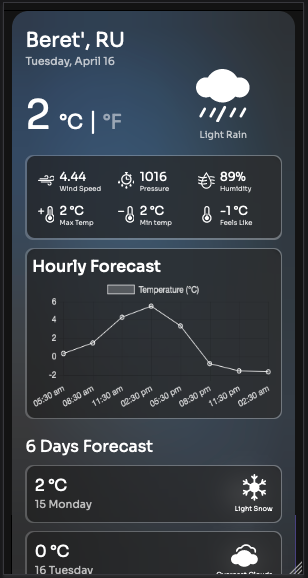 Beret', RU
Tuesday, April 16
2 °C | °F
Light Rain
4.44
Wind Speed
1016
Pressure
89%
Humidity
2 °C
Max Temp
2 °C
Min temp
-1 °C
Feels Like
Hourly Forecast
Temperature (°C)
6
4
2
0
-2
05:30 am
08:30 am
11:30 am
02:30 pm
05:30 pm
08:30 pm
11:30 pm
02:30 am
6 Days Forecast
2 °C
15 Monday
Light Snow
0 °C
16 Tuesday
Overcast Clouds